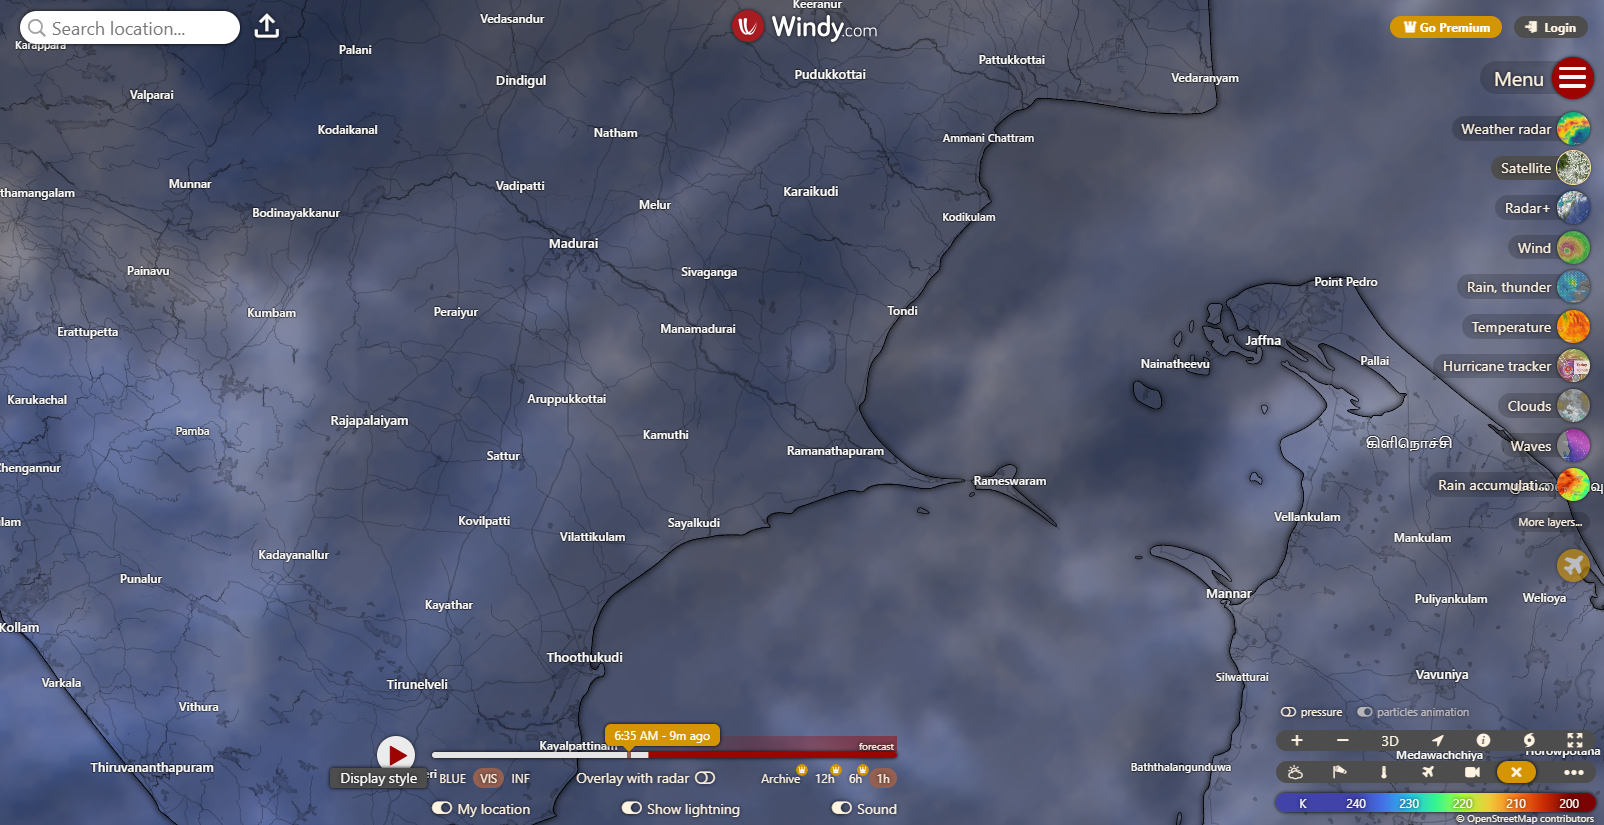 Search location...
Windy.com
Go Premium
Login
Menu
Weather radar
Satellite
Radar+
Wind
Rain, thunder
Temperature
Hurricane tracker
Clouds
Waves
Rain accumulati...
More layers...
Keeranur
Vedasandur
Karappara
Palani
Pattukkottai
Pudukkottai
Vedaranyam
Dindigul
Valparai
Kodaikanal
Natham
Ammani Chattram
Munnar
Vadipatti
Karaikudi
thamangalam
Melur
Bodinayakkanur
Kodikulam
Madurai
Painavu
Sivaganga
Point Pedro
Kumbam
Peraiyur
Tondi
Erattupetta
Manamadurai
Jaffna
Nainatheevu
Pallai
Karukachal
Aruppukkottai
Rajapalaiyam
Pamba
Kamuthi
கிளிநொச்சி
Ramanathapuram
Sattur
Chengannur
Rameswaram
Vellankulam
Kovilpatti
Sayalkudi
lam
Vilattikulam
Mankulam
Kadayanallur
Punalur
Mannar
Puliyankulam
Welioya
Kayathar
Kollam
Thoothukudi
Vavuniya
Silwatturai
Varkala
Tirunelveli
Vithura
Kayalpattinam
Thiruvananthapuram
Baththalangunduwa
Medawachchiya
Horowpotana
6:35 AM - 9m ago
forecast
Display style
eri
BLUE
VIS
INF
Overlay with radar
Archive
12h
6h
1h
My location
Show lightning
Sound
pressure
particles animation
3D
K 240 230 220 210 200
© OpenStreetMap contributors